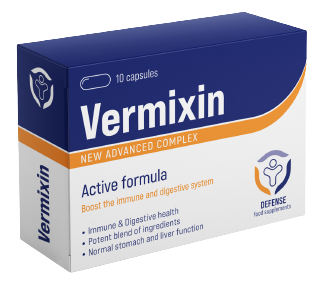 10 capsules
Vermixin
NEW ADVANCED COMPLEX
Active formula
Boost the immune and digestive system
• Immune & Digestive health
• Potent blend of ingredients
• Normal stomach and liver function
DEFENSE
food supplements
Vermixin